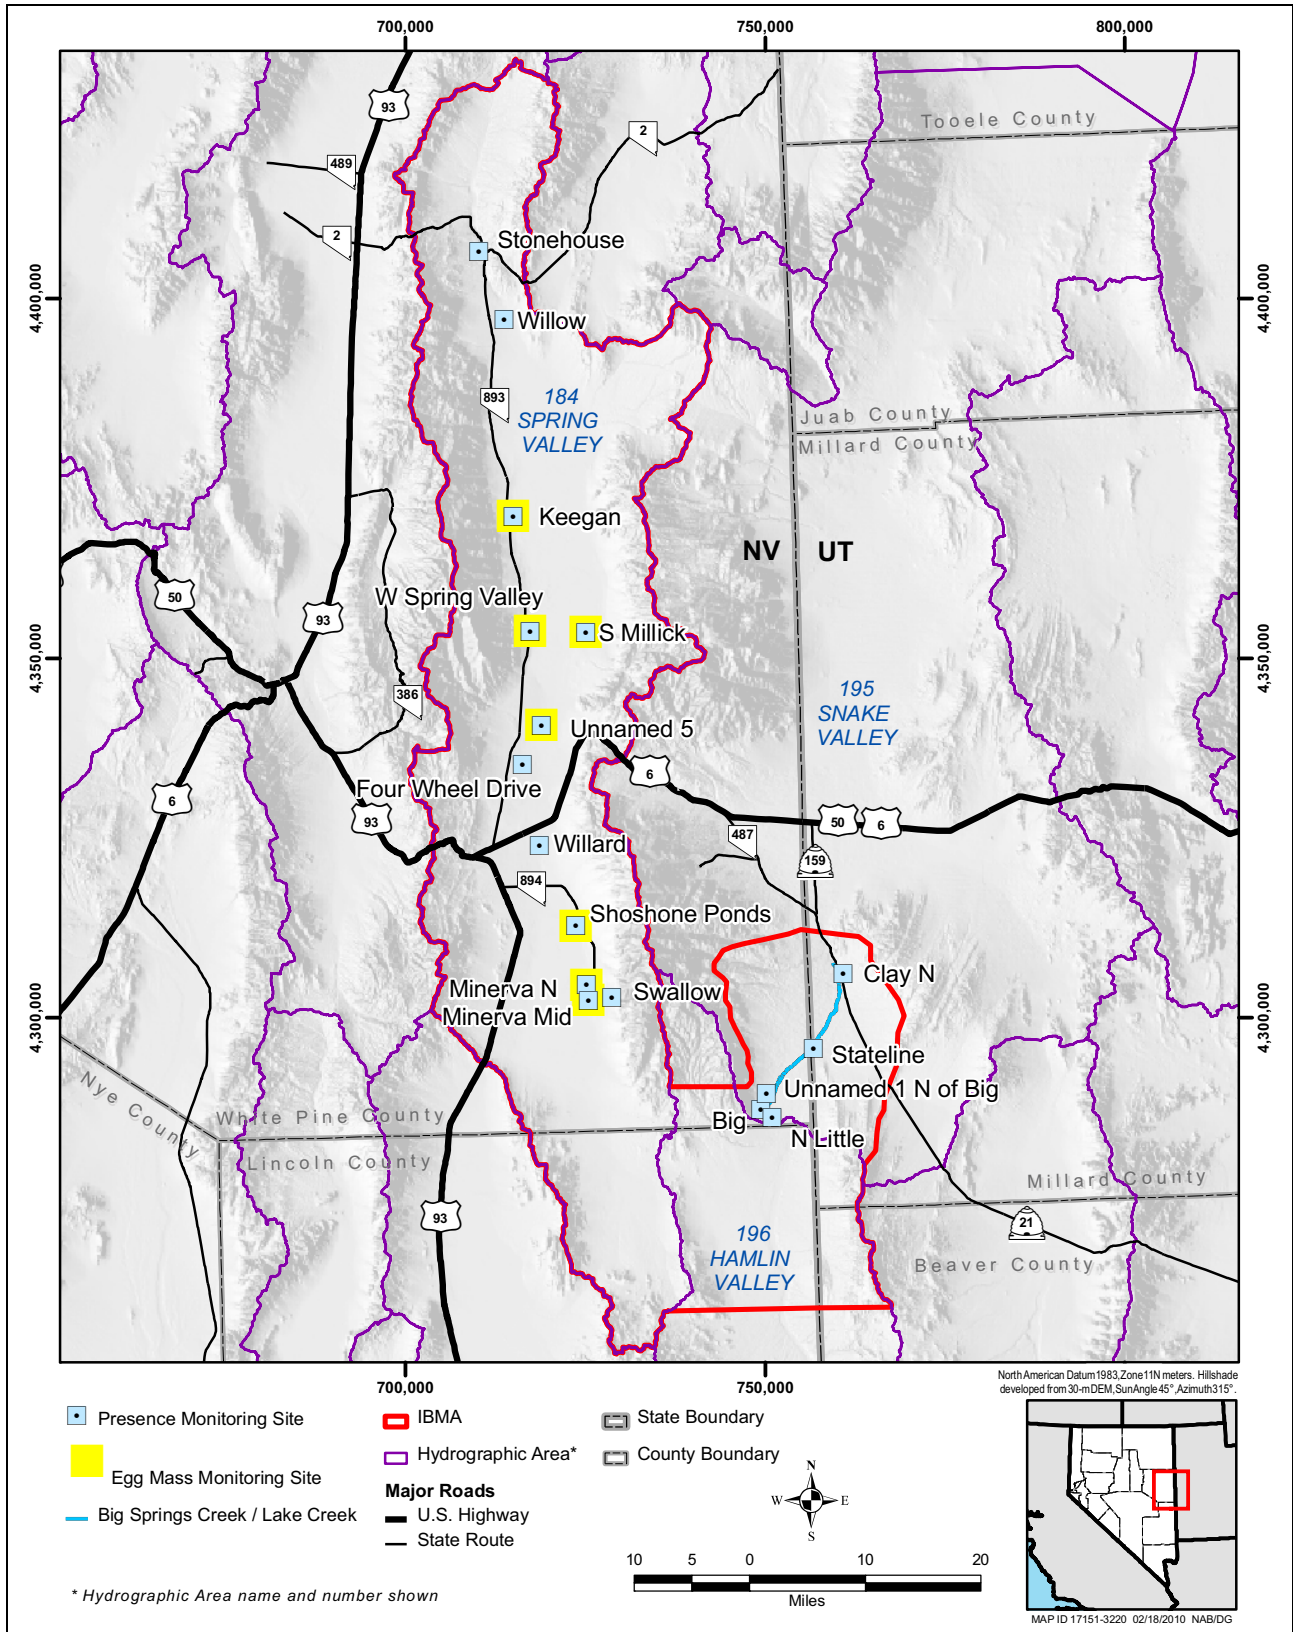 700,000
750,000
800,000
93
Tooele County
2
489
2
Stonehouse
4,400,000
4,400,000
Willow
893
184
SPRING
VALLEY
Juab County
Millard County
Keegan
NV
UT
50
W Spring Valley
93
S Millick
4,350,000
4,350,000
386
195
SNAKE
VALLEY
Unnamed 5
6
6
Four Wheel Drive
93
50
6
487
Willard
159
894
Shoshone Ponds
Clay N
Minerva N
Swallow
Minerva Mid
4,300,000
4,300,000
Stateline
Nye County
Unnamed 1 N of Big
White Pine County
Big
N Little
Lincoln County
Millard County
93
21
196
HAMLIN
VALLEY
Beaver County
700,000
750,000
North American Datum 1983, Zone 11N meters. Hillshade
developed from 30-m DEM, Sun Angle 45°, Azimuth 315°.
Presence Monitoring Site
Egg Mass Monitoring Site
Big Springs Creek / Lake Creek
IBMA
Hydrographic Area*
Major Roads
U.S. Highway
State Route
State Boundary
County Boundary
N
W
E
S
10 5 0 10 20
Miles
* Hydrographic Area name and number shown
MAP ID 17151-3220 02/18/2010 NAB/DG